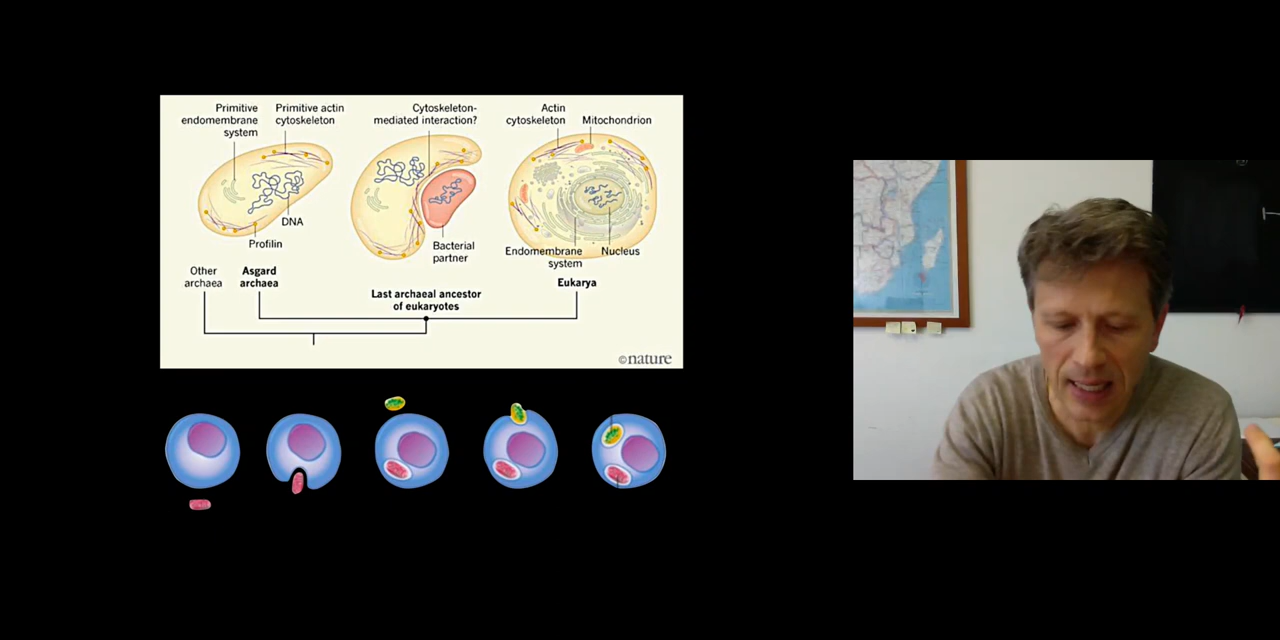 Primitive
endomembrane
system
Primitive actin
cytoskeleton
Cytoskeleton-
mediated interaction?
Actin
cytoskeleton
Mitochondrion
DNA
Profilin
Bacterial
partner
Endomembrane
system
Nucleus
Other
archaea
Asgard
archaea
Last archaeal ancestor
of eukaryotes
Eukarya
©nature